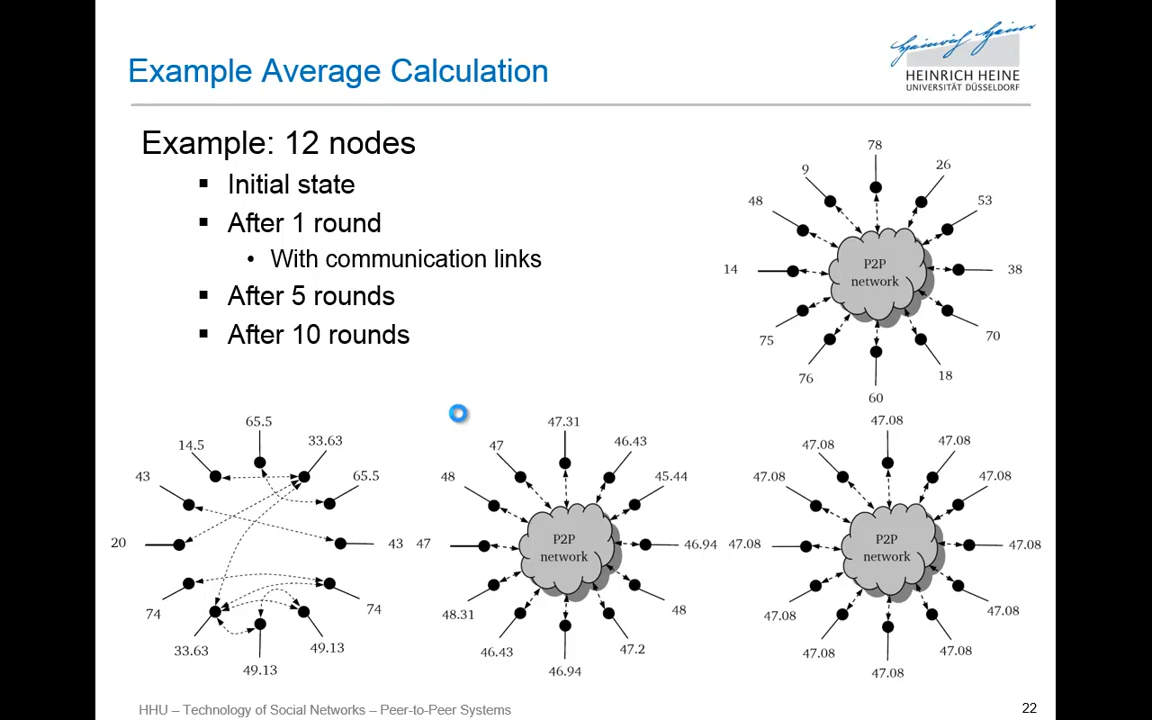 Example Average Calculation
Heinrich Heine
HEINRICH HEINE
UNIVERSITÄT DÜSSELDORF
Example: 12 nodes
▪ Initial state
▪ After 1 round
• With communication links
▪ After 5 rounds
▪ After 10 rounds
78
9
26
48
53
P2P
network
14
38
75
70
76
18
60
65.5
14.5
33.63
43
65.5
20
43
74
74
33.63
49.13
49.13
47.31
47
46.43
48
45.44
P2P
network
47
46.94
48.31
48
46.43
47.2
46.94
47.08
47.08
47.08
47.08
47.08
P2P
network
47.08
47.08
47.08
47.08
47.08
47.08
47.08
HHU – Technology of Social Networks – Peer-to-Peer Systems
22